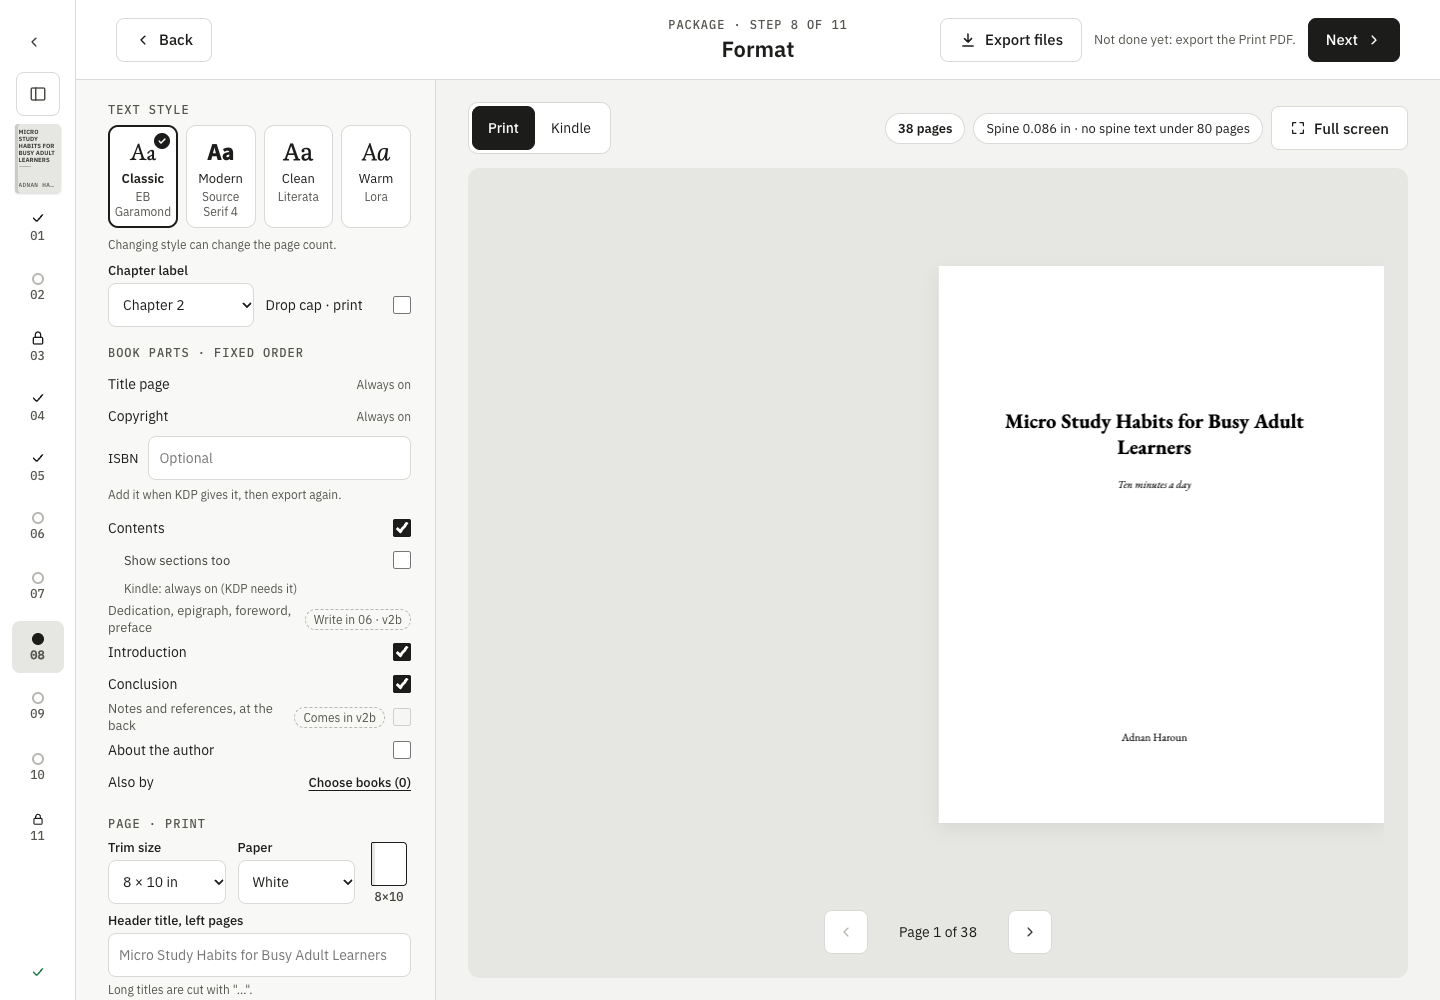 Back
PACKAGE · STEP 8 OF 11
Format
Export files
Not done yet: export the Print PDF.
Next
MICRO
STUDY
HABITS FOR
BUSY ADULT
LEARNERS
ADNAN HA…
01
02
03
04
05
06
07
08
09
10
11
TEXT STYLE
Aa
Classic
EB
Garamond
Aa
Modern
Source
Serif 4
Aa
Clean
Literata
Aa
Warm
Lora
Changing style can change the page count.
Chapter label
Chapter 2
Drop cap · print
BOOK PARTS · FIXED ORDER
Title page
Always on
Copyright
Always on
ISBN
Optional
Add it when KDP gives it, then export again.
Contents
Show sections too
Kindle: always on (KDP needs it)
Dedication, epigraph, foreword,
preface
Write in 06 · v2b
Introduction
Conclusion
Notes and references, at the
back
Comes in v2b
About the author
Also by
Choose books (0)
PAGE · PRINT
Trim size
Paper
8 × 10 in
White
8×10
Header title, left pages
Micro Study Habits for Busy Adult Learners
Long titles are cut with "…".
Print
Kindle
38 pages
Spine 0.086 in · no spine text under 80 pages
Full screen
Micro Study Habits for Busy Adult
Learners
Ten minutes a day
Adnan Haroun
Page 1 of 38